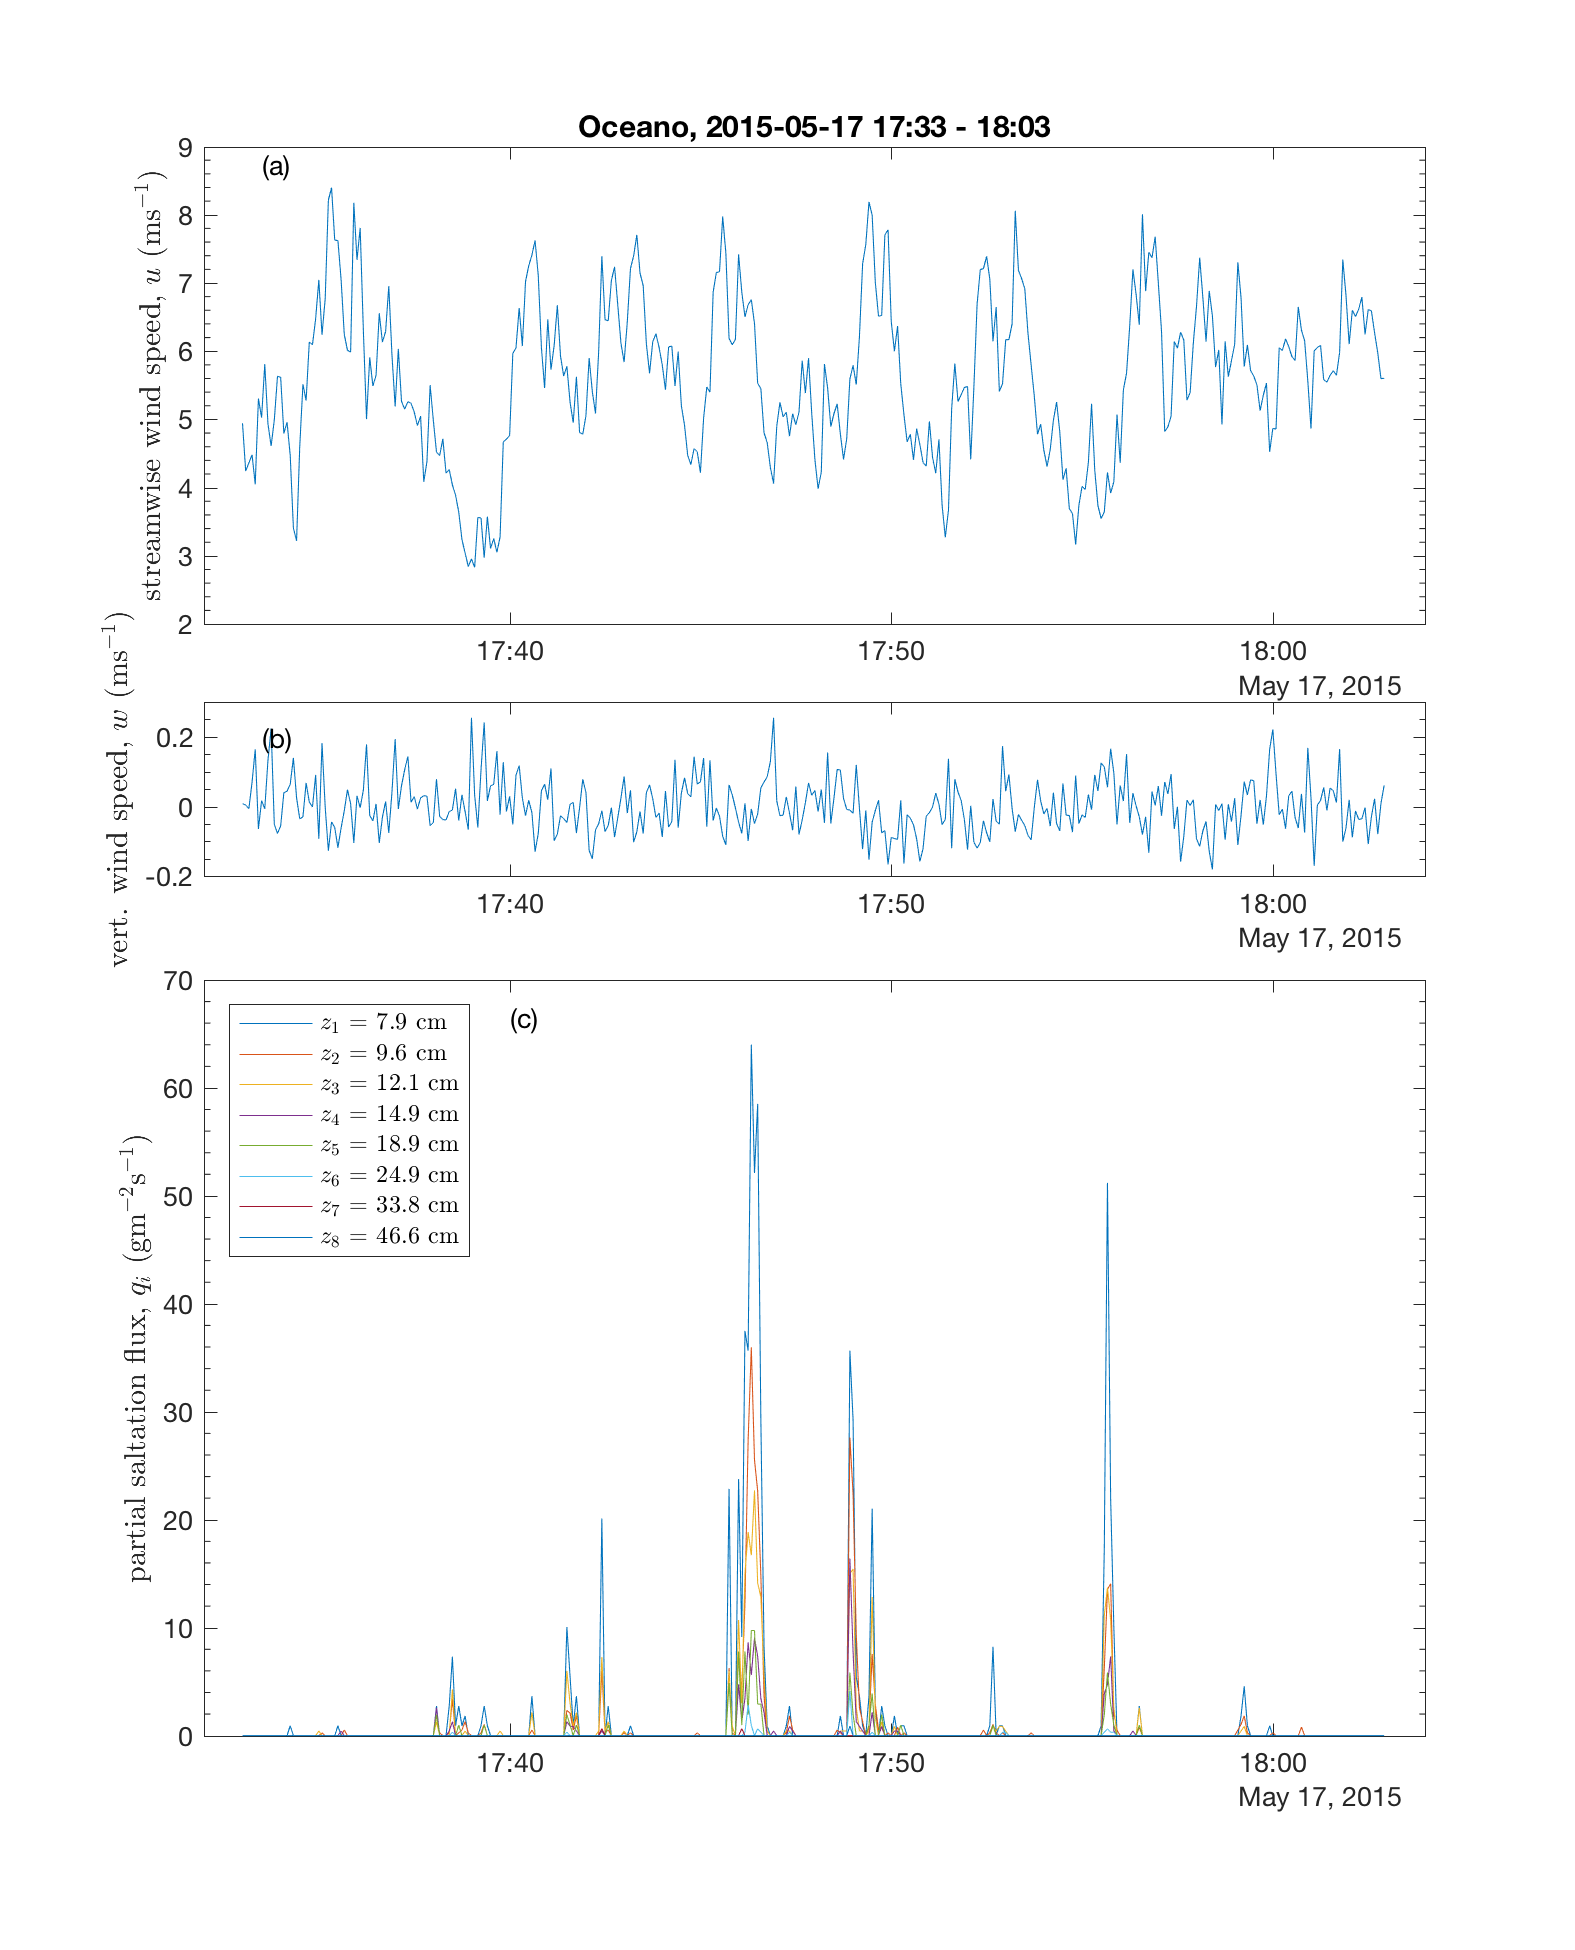 Oceano, 2015-05-17 17:33 - 18:03
(a)
streamwise wind speed, u (ms⁻¹)
9
8
7
6
5
4
3
2
17:40 17:50 18:00
May 17, 2015
(b)
vert. wind speed, w (ms⁻¹)
0.2
0
-0.2
17:40 17:50 18:00
May 17, 2015
(c)
partial saltation flux, qᵢ (gm⁻²s⁻¹)
70
60
50
40
30
20
10
0
z₁ = 7.9 cm
z₂ = 9.6 cm
z₃ = 12.1 cm
z₄ = 14.9 cm
z₅ = 18.9 cm
z₆ = 24.9 cm
z₇ = 33.8 cm
z₈ = 46.6 cm
17:40 17:50 18:00
May 17, 2015